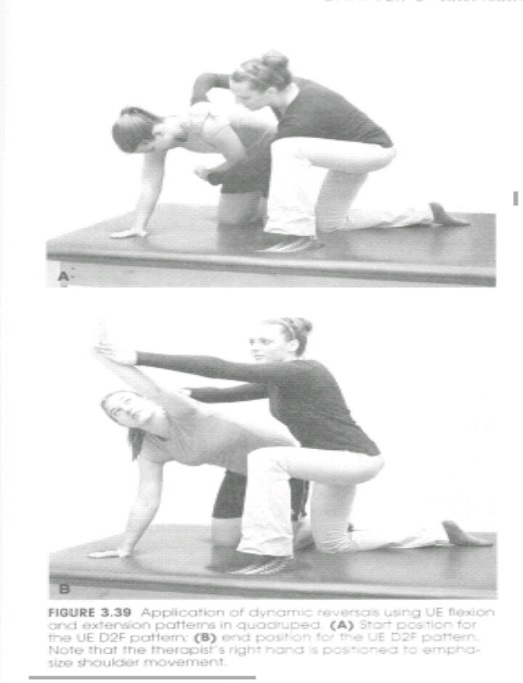 A
B
FIGURE 3.39 Application of dynamic reversals using UE flexion
and extension patterns in quadruped. (A) Start position for
the UE D2F pattern; (B) end position for the UE D2F pattern.
Note that the therapist's right hand is positioned to empha-
size shoulder movement.